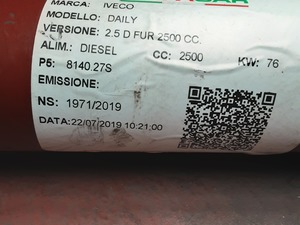 MARCA: IVECO
MODELLO: DAILY
VERSIONE: 2.5 D FUR 2500 CC.
ALIM.: DIESEL CC: 2500 KW: 76
P5: 8140.27S
EMISSIONE:
NS: 1971/2019
DATA:22/07/2019 10:21:00